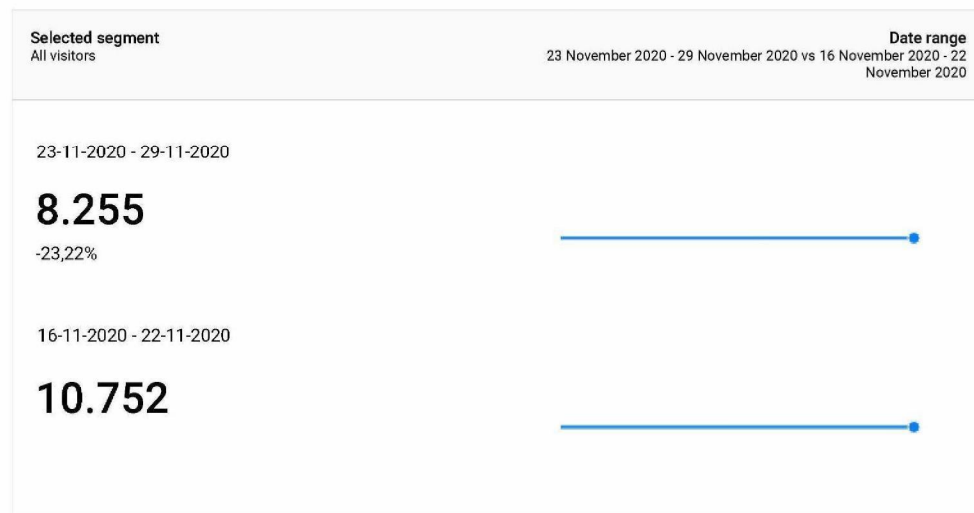 Selected segment
All visitors
Date range
23 November 2020 - 29 November 2020 vs 16 November 2020 - 22
November 2020
23-11-2020 - 29-11-2020
8.255
-23,22%
16-11-2020 - 22-11-2020
10.752